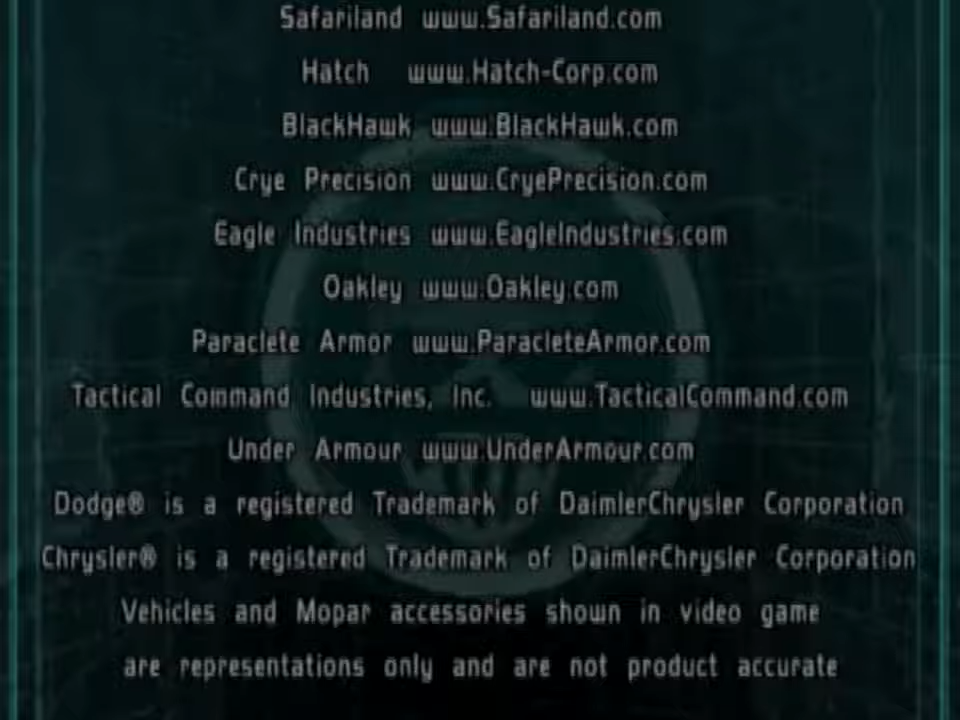 Safariland www.Safariland.com
Hatch www.Hatch-Corp.com
BlackHawk www.BlackHawk.com
Crye Precision www.CryePrecision.com
Eagle Industries www.EagleIndustries.com
Oakley www.Oakley.com
Paraclete Armor www.ParacleteArmor.com
Tactical Command Industries, Inc. www.TacticalCommand.com
Under Armour www.UnderArmour.com
Dodge® is a registered Trademark of DaimlerChrysler Corporation
Chrysler® is a registered Trademark of DaimlerChrysler Corporation
Vehicles and Mopar accessories shown in video game
are representations only and are not product accurate